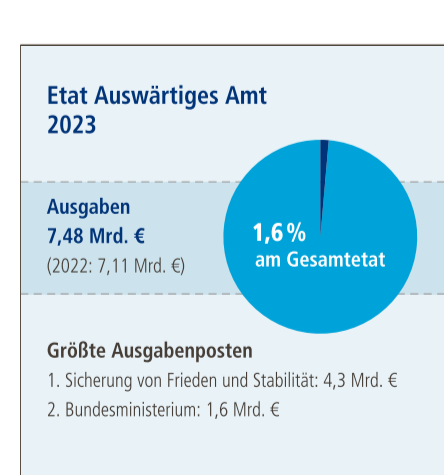 Etat Auswärtiges Amt
2023
Ausgaben
7,48 Mrd. €
(2022: 7,11 Mrd. €)
1,6 %
am Gesamtetat
Größte Ausgabenposten
1. Sicherung von Frieden und Stabilität: 4,3 Mrd. €
2. Bundesministerium: 1,6 Mrd. €